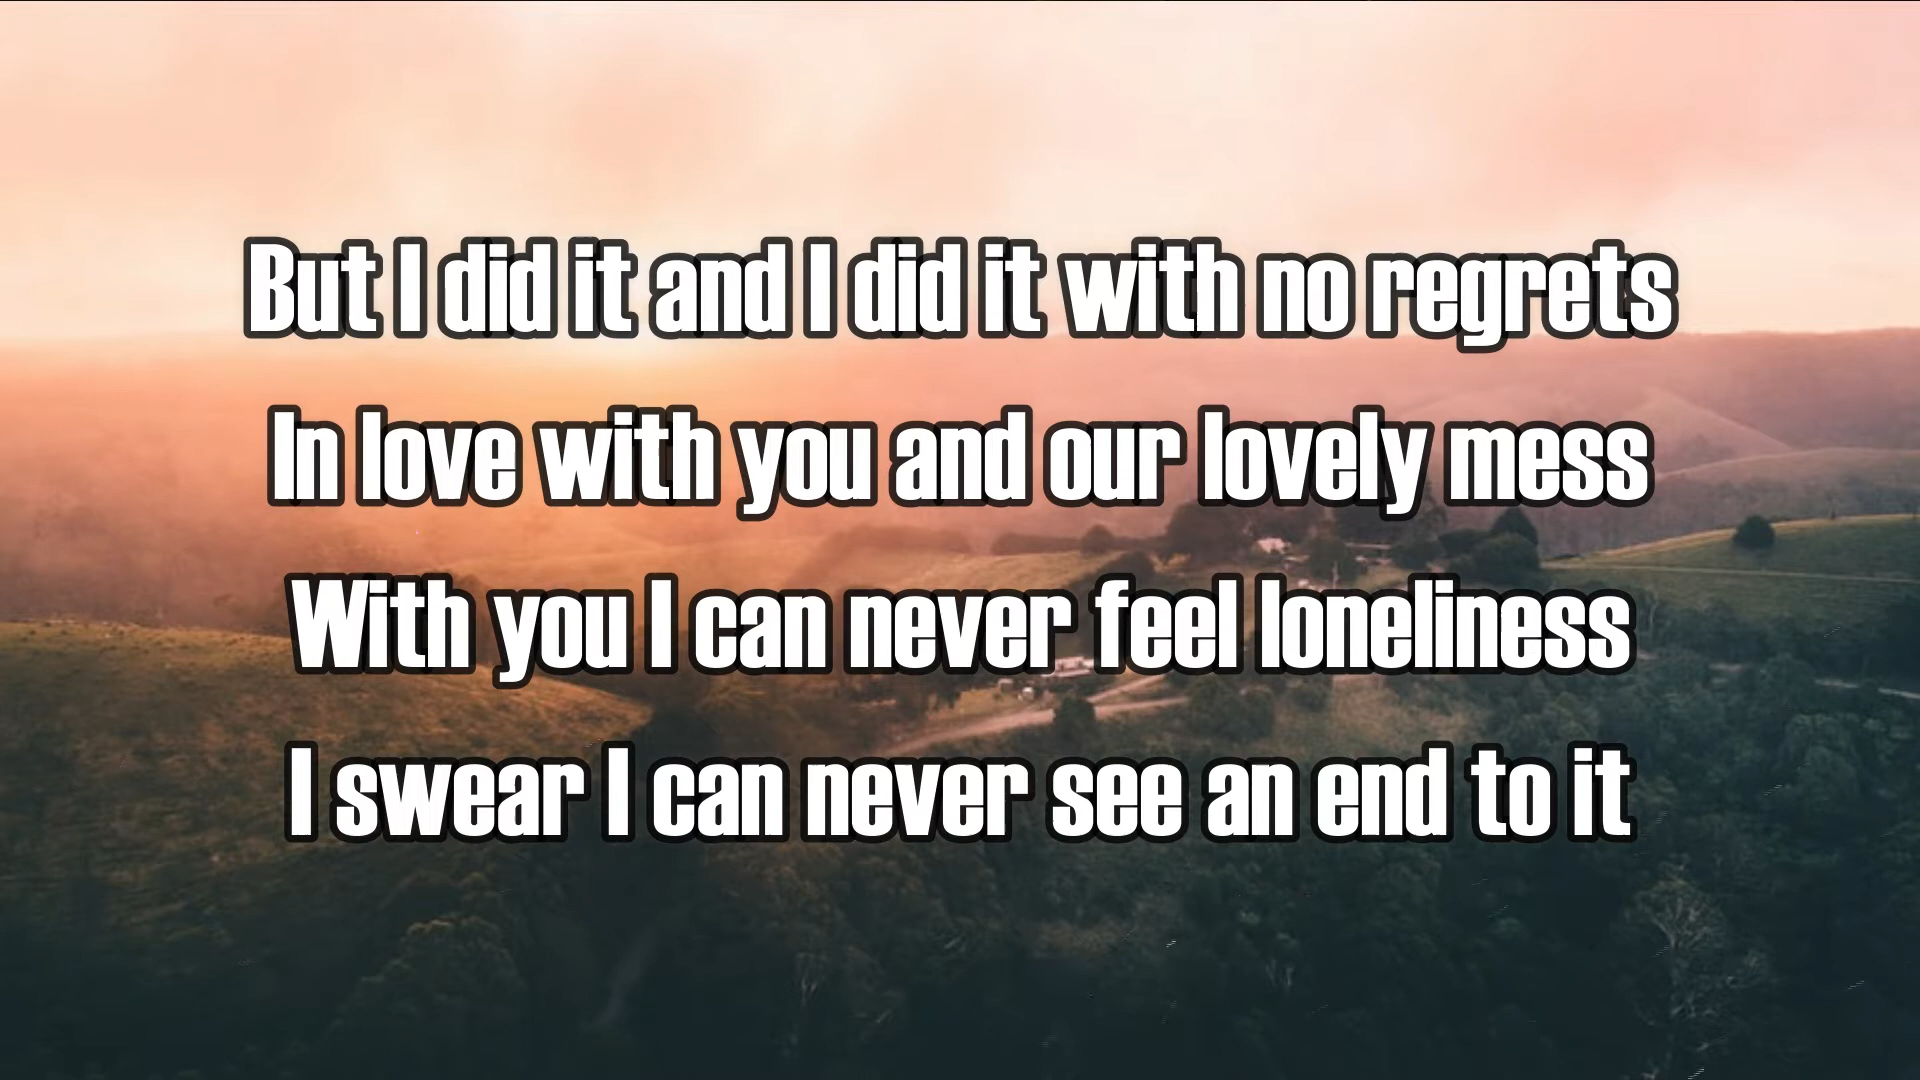 But I did it and I did it with no regrets
In love with you and our lovely mess
With you I can never feel loneliness
I swear I can never see an end to it